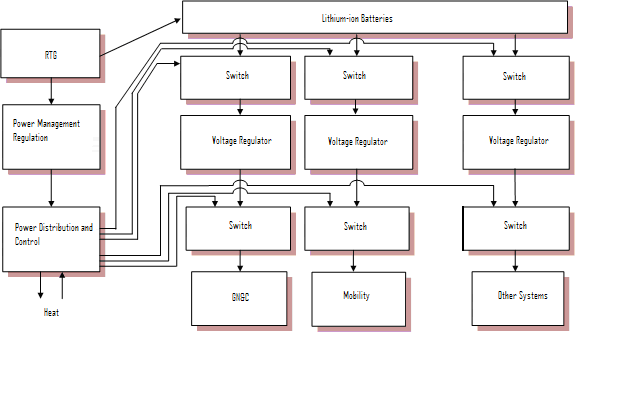 Lithium-ion Batteries
RTG
Switch
Switch
Switch
Power Management
Regulation
Voltage Regulator
Voltage Regulator
Voltage Regulator
Power Distribution and
Control
Switch
Switch
Switch
GN&C
Mobility
Other Systems
Heat